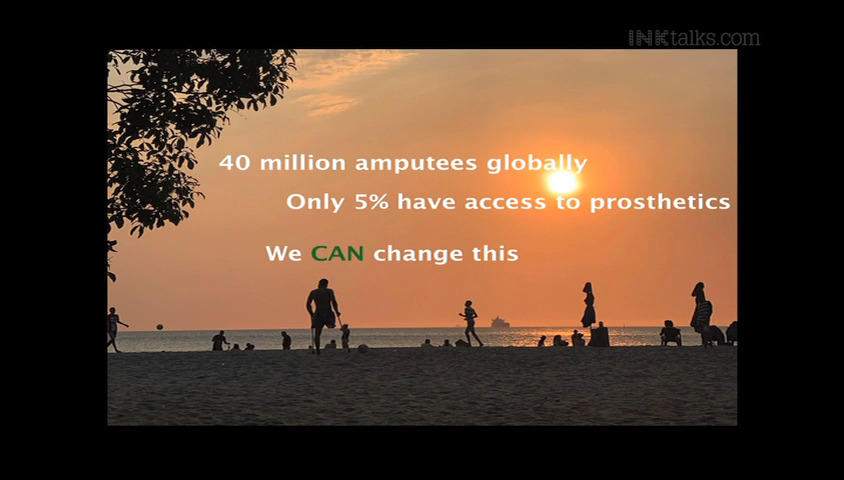 INKtalks.com
40 million amputees globally
Only 5% have access to prosthetics
We CAN change this